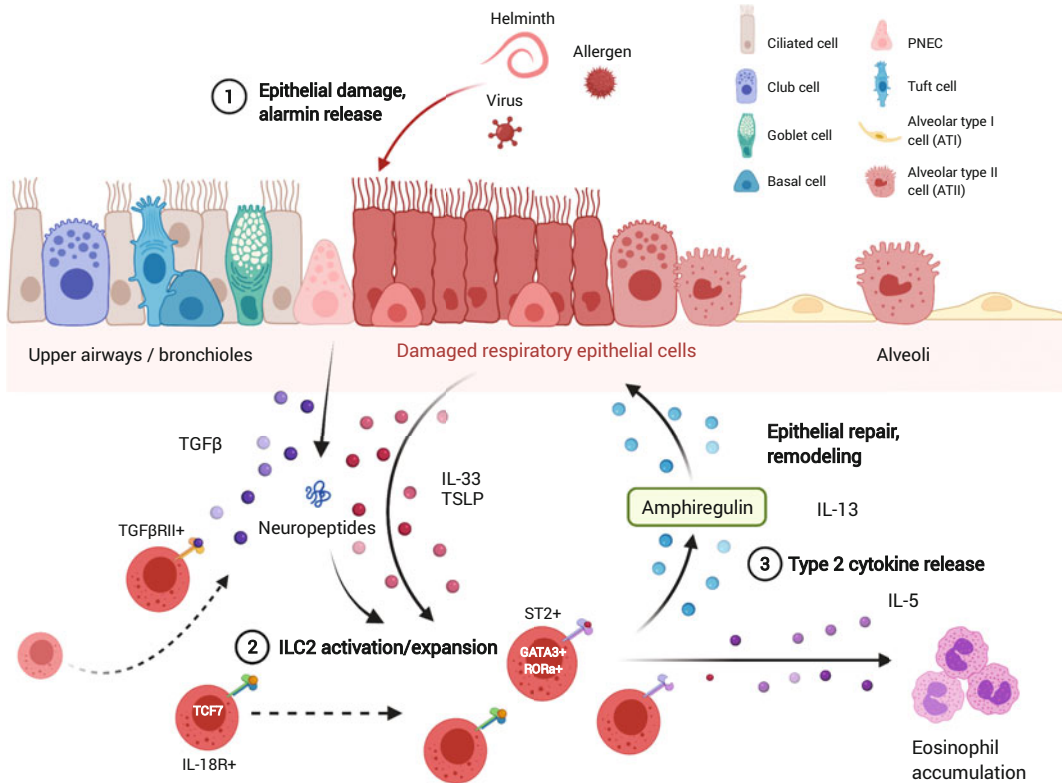 Helminth
Allergen
Virus
1
Epithelial damage,
alarmin release
Ciliated cell
PNEC
Club cell
Tuft cell
Goblet cell
Alveolar type I
cell (ATI)
Basal cell
Alveolar type II
cell (ATII)
Upper airways / bronchioles
Damaged respiratory epithelial cells
Alveoli
TGFβ
IL-33
TSLP
Neuropeptides
TGFβRII+
Epithelial repair,
remodeling
Amphiregulin
IL-13
3
Type 2 cytokine release
IL-5
ST2+
2
ILC2 activation/expansion
GATA3+
RORa+
TCF7
IL-18R+
Eosinophil
accumulation